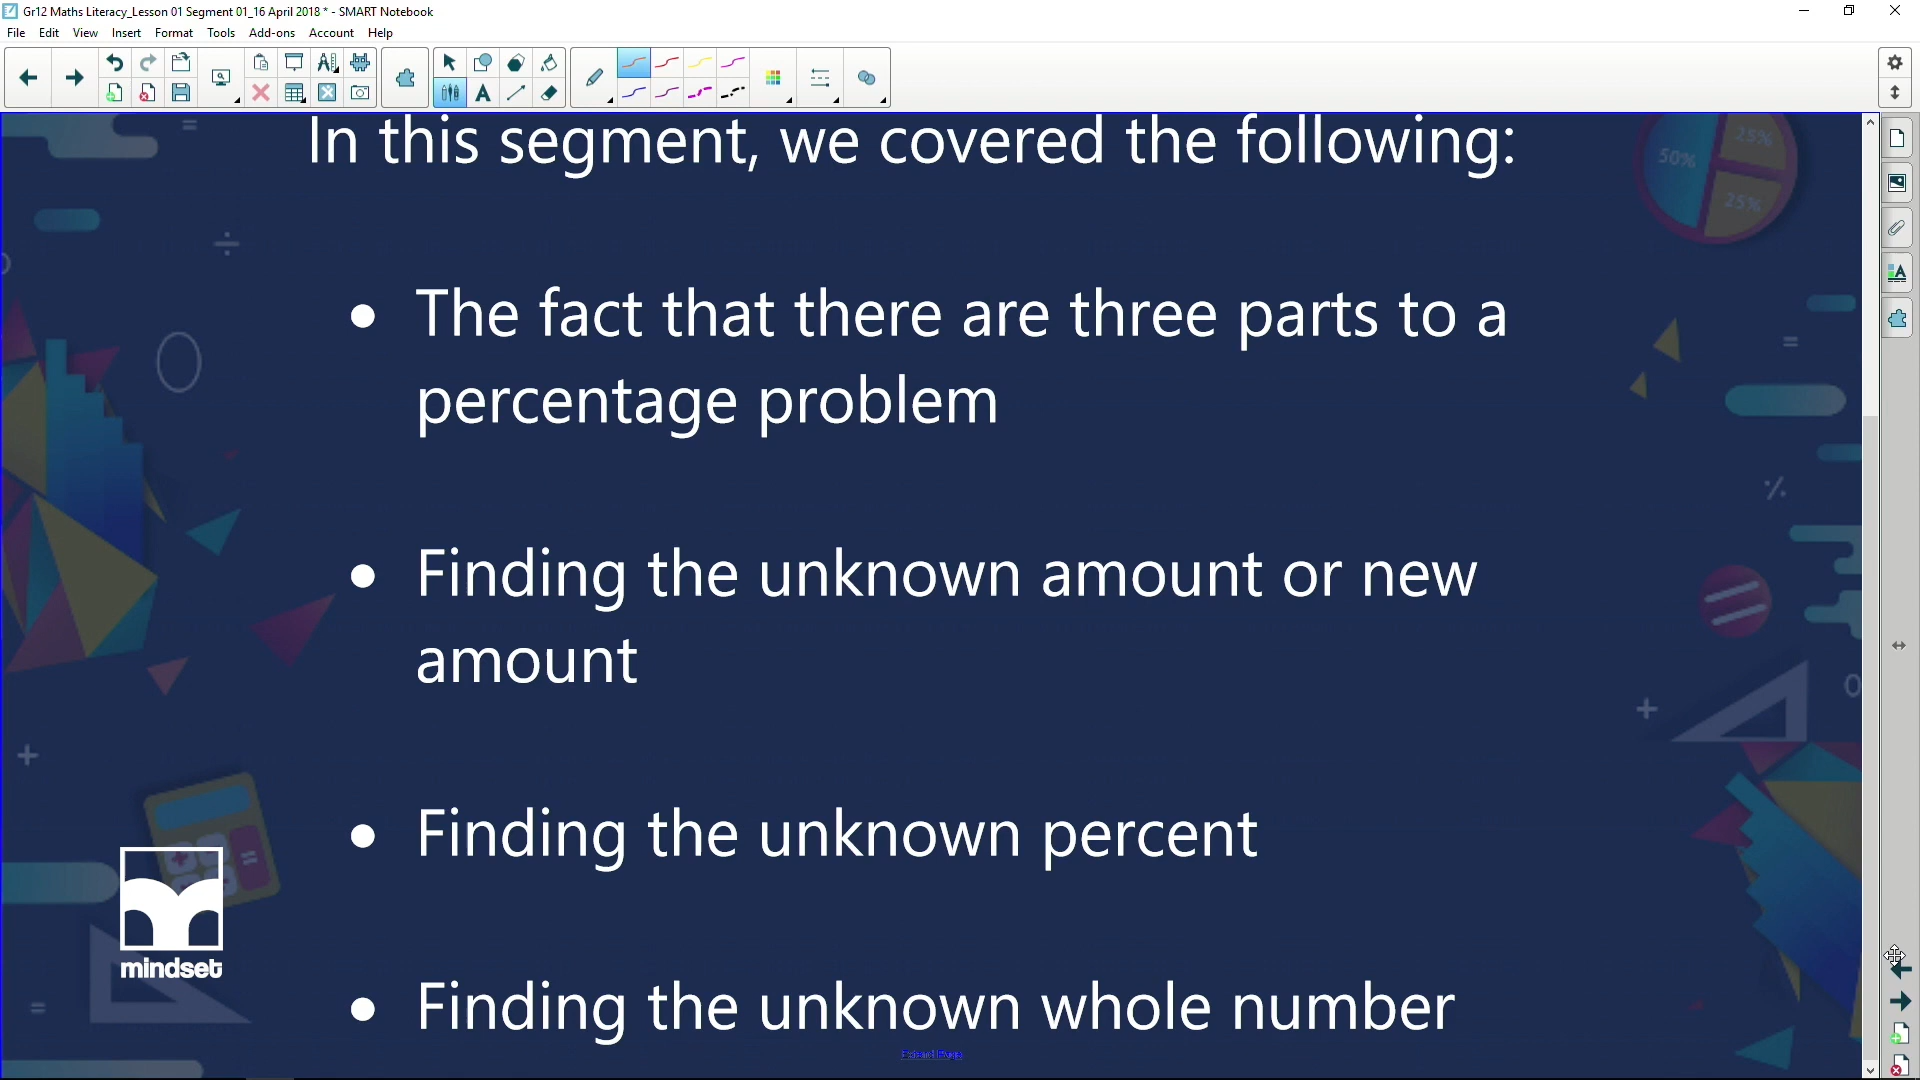 Gr12 Maths Literacy_Lesson 01 Segment 01_16 April 2018 * - SMART Notebook
File Edit View Insert Format Tools Add-ons Account Help
In this segment, we covered the following:
50%
25%
25%
• The fact that there are three parts to a
percentage problem
• Finding the unknown amount or new
amount
• Finding the unknown percent
• Finding the unknown whole number
mindset
Extend Page